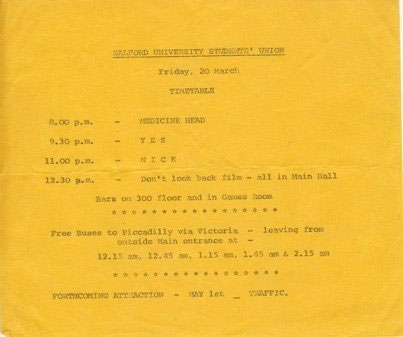 SALFORD UNIVERSITY STUDENTS' UNION
Friday, 20 March
TIMETABLE
8.00 p.m. - MEDICINE HEAD
9.30 p.m. - Y E S
11.00 p.m. - N I C E
12.30 p.m. - Don't look back film - all in Main Hall
Bars on 300 floor and in Games Room
* * * * * * * * * * * * * * * * *
Free Buses to Piccadilly via Victoria - leaving from
outside Main entrance at -
12.15 am, 12.45 am, 1.15 am, 1.45 am & 2.15 am
* * * * * * * * * * * * * * * * *
FORTHCOMING ATTRACTION - MAY 1st _ TRAFFIC.